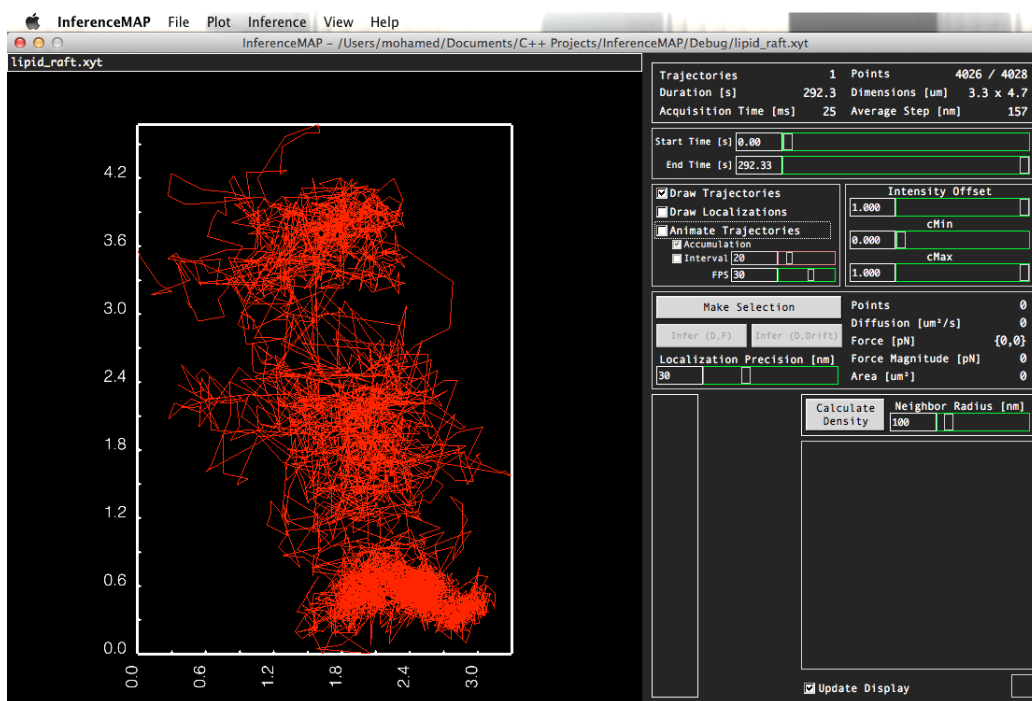 InferenceMAP File Plot Inference View Help
InferenceMAP – /Users/mohamed/Documents/C++ Projects/InferenceMAP/Debug/lipid_raft.xyt
lipid_raft.xyt
4.2
3.6
3.0
2.4
1.8
1.2
0.6
0.0
0.0 0.6 1.2 1.8 2.4 3.0
Trajectories 1 Points 4026 / 4028
Duration [s] 292.3 Dimensions [um] 3.3 x 4.7
Acquisition Time [ms] 25 Average Step [nm] 157
Start Time [s] 0.00
End Time [s] 292.33
Draw Trajectories
Draw Localizations
Animate Trajectories
Accumulation
Interval 20
FPS 30
Intensity Offset
1.000
cMin
0.000
cMax
1.000
Make Selection
Infer (D,F) Infer (D,Drift)
Localization Precision [nm]
30
Points 0
Diffusion [um²/s] 0
Force [pN] {0,0}
Force Magnitude [pN] 0
Area [um²] 0
Calculate Density
Neighbor Radius [nm]
100
Update Display